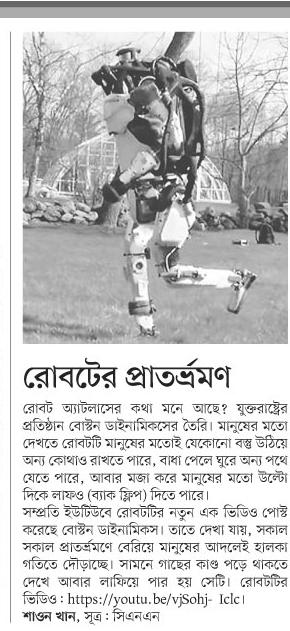 রোবটের প্রাতর্ভ্রমণ
রোবট অ্যাটলাসের কথা মনে আছে? যুক্তরাষ্ট্রের
প্রতিষ্ঠান বোস্টন ডাইনামিকসের তৈরি। মানুষের মতো
দেখতে রোবটটি মানুষের মতোই যেকোনো বস্তু উঠিয়ে
অন্য কোথাও রাখতে পারে, বাধা পেলে ঘুরে অন্য পথে
যেতে পারে, আবার মজা করে মানুষের মতো উল্টো
দিকে লাফও (ব্যাক ফ্লিপ) দিতে পারে।
সম্প্রতি ইউটিউবে রোবটটির নতুন এক ভিডিও পোস্ট
করেছে বোস্টন ডাইনামিকস। তাতে দেখা যায়, সকাল
সকাল প্রাতর্ভ্রমণে বেরিয়ে মানুষের আদলেই হালকা
গতিতে দৌড়াচ্ছে। সামনে গাছের কাণ্ড পড়ে থাকতে
দেখে আবার লাফিয়ে পার হয় সেটি। রোবটটির
ভিডিও : https://youtu.be/vjSohj- Iclc।
শাওন খান, সূত্র : সিএনএন